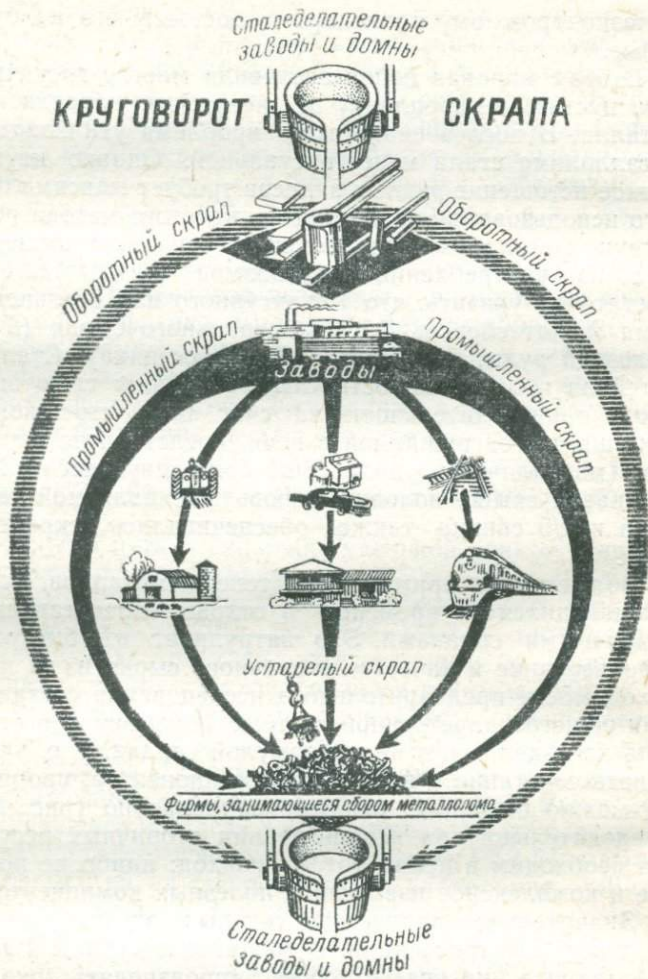 Сталеделательные
заводы и домны
КРУГОВОРОТ СКРАПА
Оборотный скрап
Оборотный скрап
Промышленный скрап
Промышленный скрап
Заводы
Устарелый скрап
Фирмы, занимающиеся сбором металлолома
Сталеделательные
заводы и домны